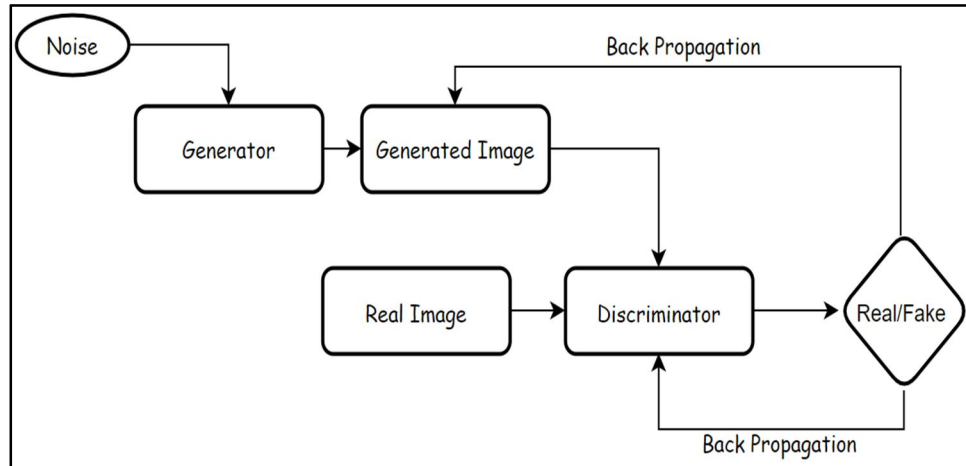 Noise
Back Propagation
Generator
Generated Image
Real Image
Discriminator
Real/Fake
Back Propagation